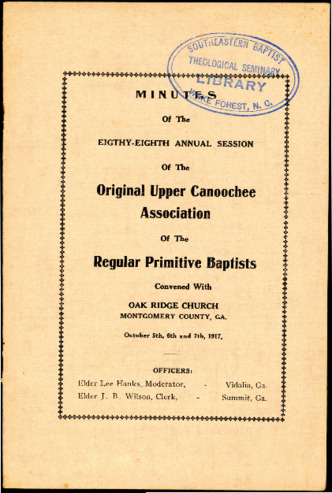 SOUTHEASTERN BAPTIST
THEOLOGICAL SEMINARY
LIBRARY
WAKE FOREST, N. C.
MINUTES
Of The
EIGTHY-EIGHTH ANNUAL SESSION
Of The
Original Upper Canoochee
Association
Of The
Regular Primitive Baptists
Convened With
OAK RIDGE CHURCH
MONTGOMERY COUNTY, GA.
October 5th, 6th and 7th, 1917.
OFFICERS:
Elder Lee Hanks, Moderator, - Vidalia, Ga.
Elder J. B. Wilson, Clerk, - Summit, Ga.